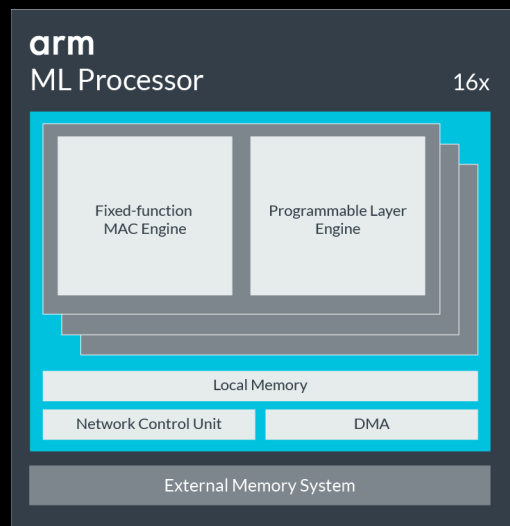 arm
ML Processor
16x
Fixed-function
MAC Engine
Programmable Layer
Engine
Local Memory
Network Control Unit
DMA
External Memory System